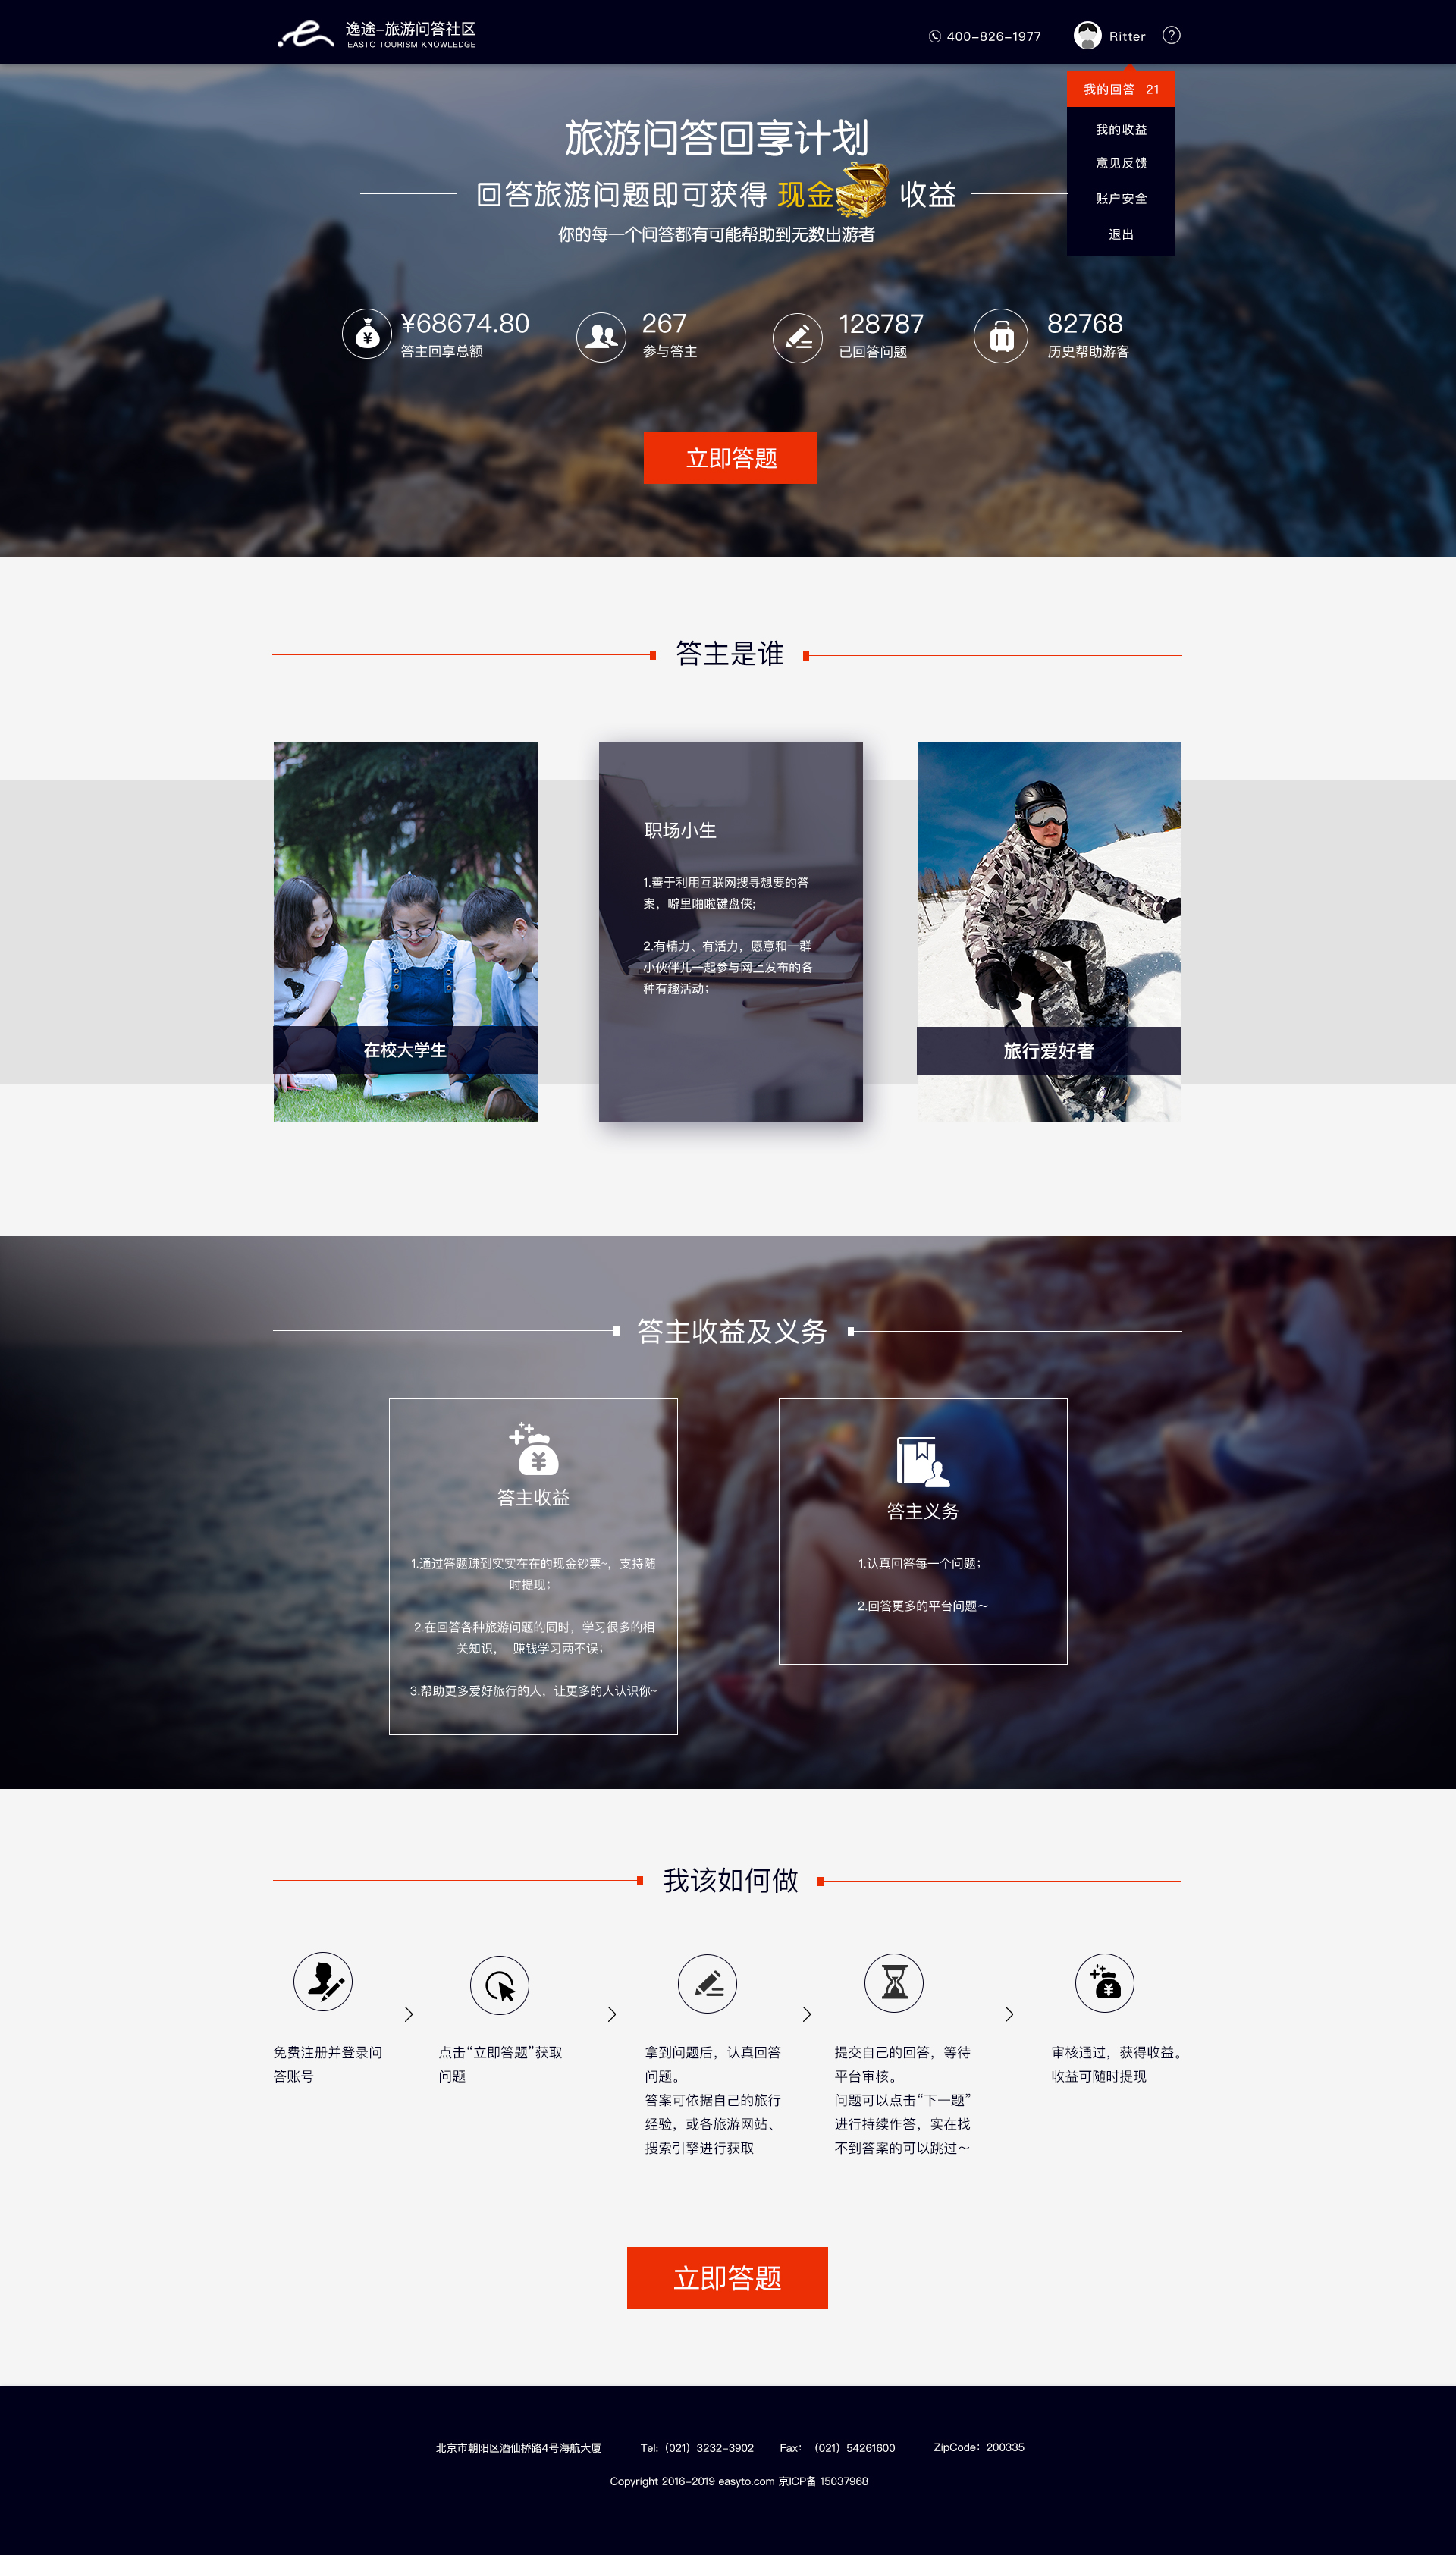 逸途-旅游问答社区
EASTO TOURISM KNOWLEDGE
400-826-1977
Ritter
?
我的回答 21
我的收益
意见反馈
账户安全
退出
旅游问答回享计划
回答旅游问题即可获得 现金 收益
你的每一个问答都有可能帮助到无数出游者
¥68674.80
答主回享总额
267
参与答主
128787
已回答问题
82768
历史帮助游客
立即答题
答主是谁
在校大学生
职场小生
1.善于利用互联网搜寻想要的答
案，噼里啪啦键盘侠；
2.有精力、有活力，愿意和一群
小伙伴儿一起参与网上发布的各
种有趣活动；
旅行爱好者
答主收益及义务
答主收益
1.通过答题赚到实实在在的现金钞票~，支持随
时提现；
2.在回答各种旅游问题的同时，学习很多的相
关知识， 赚钱学习两不误；
3.帮助更多爱好旅行的人，让更多的人认识你~
答主义务
1.认真回答每一个问题；
2.回答更多的平台问题～
我该如何做
免费注册并登录问
答账号
点击“立即答题”获取
问题
拿到问题后，认真回答
问题。
答案可依据自己的旅行
经验，或各旅游网站、
搜索引擎进行获取
提交自己的回答，等待
平台审核。
问题可以点击“下一题”
进行持续作答，实在找
不到答案的可以跳过～
审核通过，获得收益。
收益可随时提现
立即答题
北京市朝阳区酒仙桥路4号海航大厦 Tel:（021）3232-3902 Fax：（021）54261600 ZipCode：200335
Copyright 2016-2019 easyto.com 京ICP备 15037968